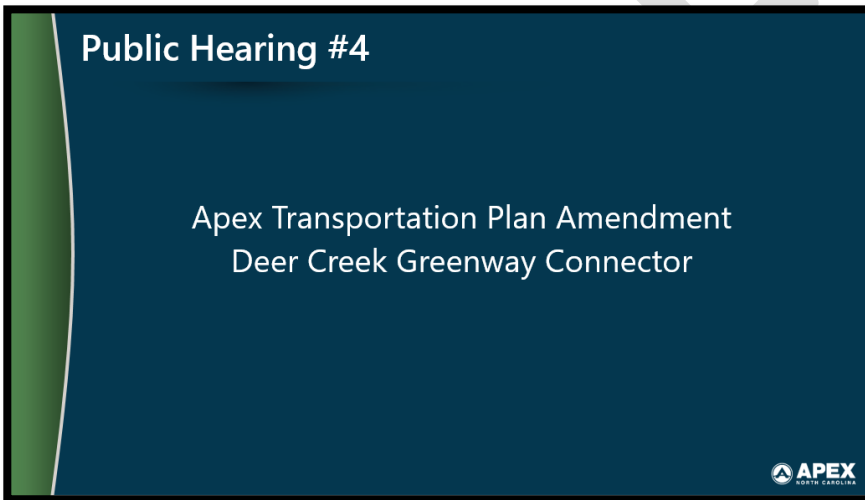 Public Hearing #4
Apex Transportation Plan Amendment
Deer Creek Greenway Connector
APEX
NORTH CAROLINA